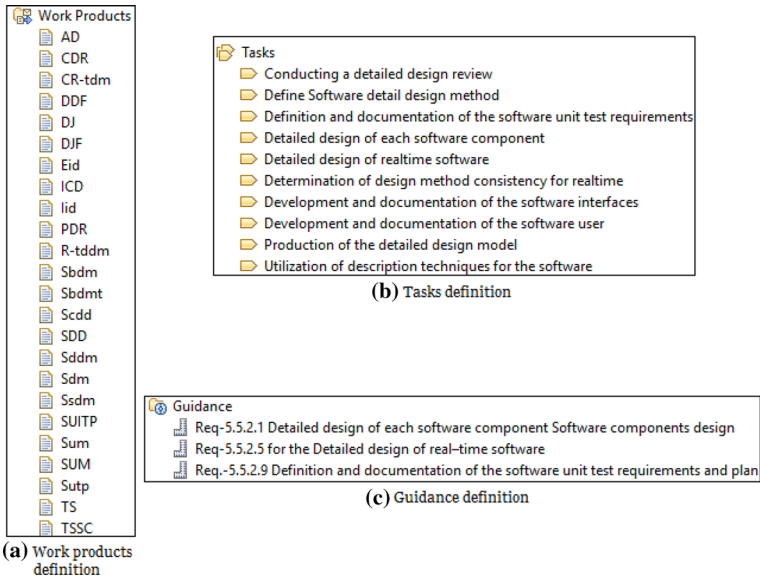 Work Products
AD
CDR
CR-tdm
DDF
DJ
DJF
Eid
ICD
Iid
PDR
R-tddm
Sbdm
Sbdmt
Scdd
SDD
Sddm
Sdm
Ssdm
SUITP
Sum
SUM
Sutp
TS
TSSC
(a) Work products
definition
Tasks
Conducting a detailed design review
Define Software detail design method
Definition and documentation of the software unit test requirements
Detailed design of each software component
Detailed design of realtime software
Determination of design method consistency for realtime
Development and documentation of the software interfaces
Development and documentation of the software user
Production of the detailed design model
Utilization of description techniques for the software
(b) Tasks definition
Guidance
Req-5.5.2.1 Detailed design of each software component Software components design
Req-5.5.2.5 for the Detailed design of real–time software
Req.-5.5.2.9 Definition and documentation of the software unit test requirements and plan
(c) Guidance definition